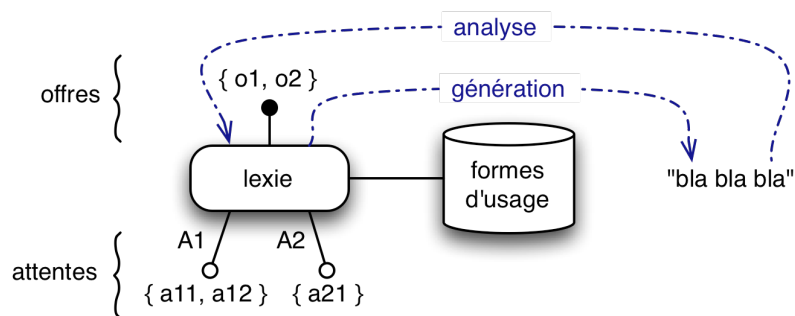 analyse
{ o1, o2 }
offres
génération
lexie
formes
d'usage
"bla bla bla"
A1
A2
attentes
{ a11, a12 }
{ a21 }